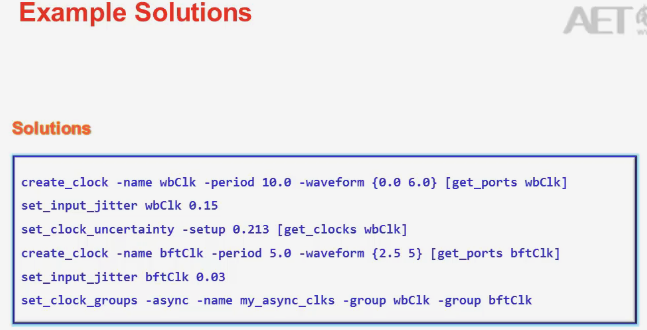 Example Solutions
AET
Solutions
create_clock -name wbClk -period 10.0 -waveform {0.0 6.0} [get_ports wbClk]
set_input_jitter wbClk 0.15
set_clock_uncertainty -setup 0.213 [get_clocks wbClk]
create_clock -name bftClk -period 5.0 -waveform {2.5 5} [get_ports bftClk]
set_input_jitter bftClk 0.03
set_clock_groups -async -name my_async_clks -group wbClk -group bftClk